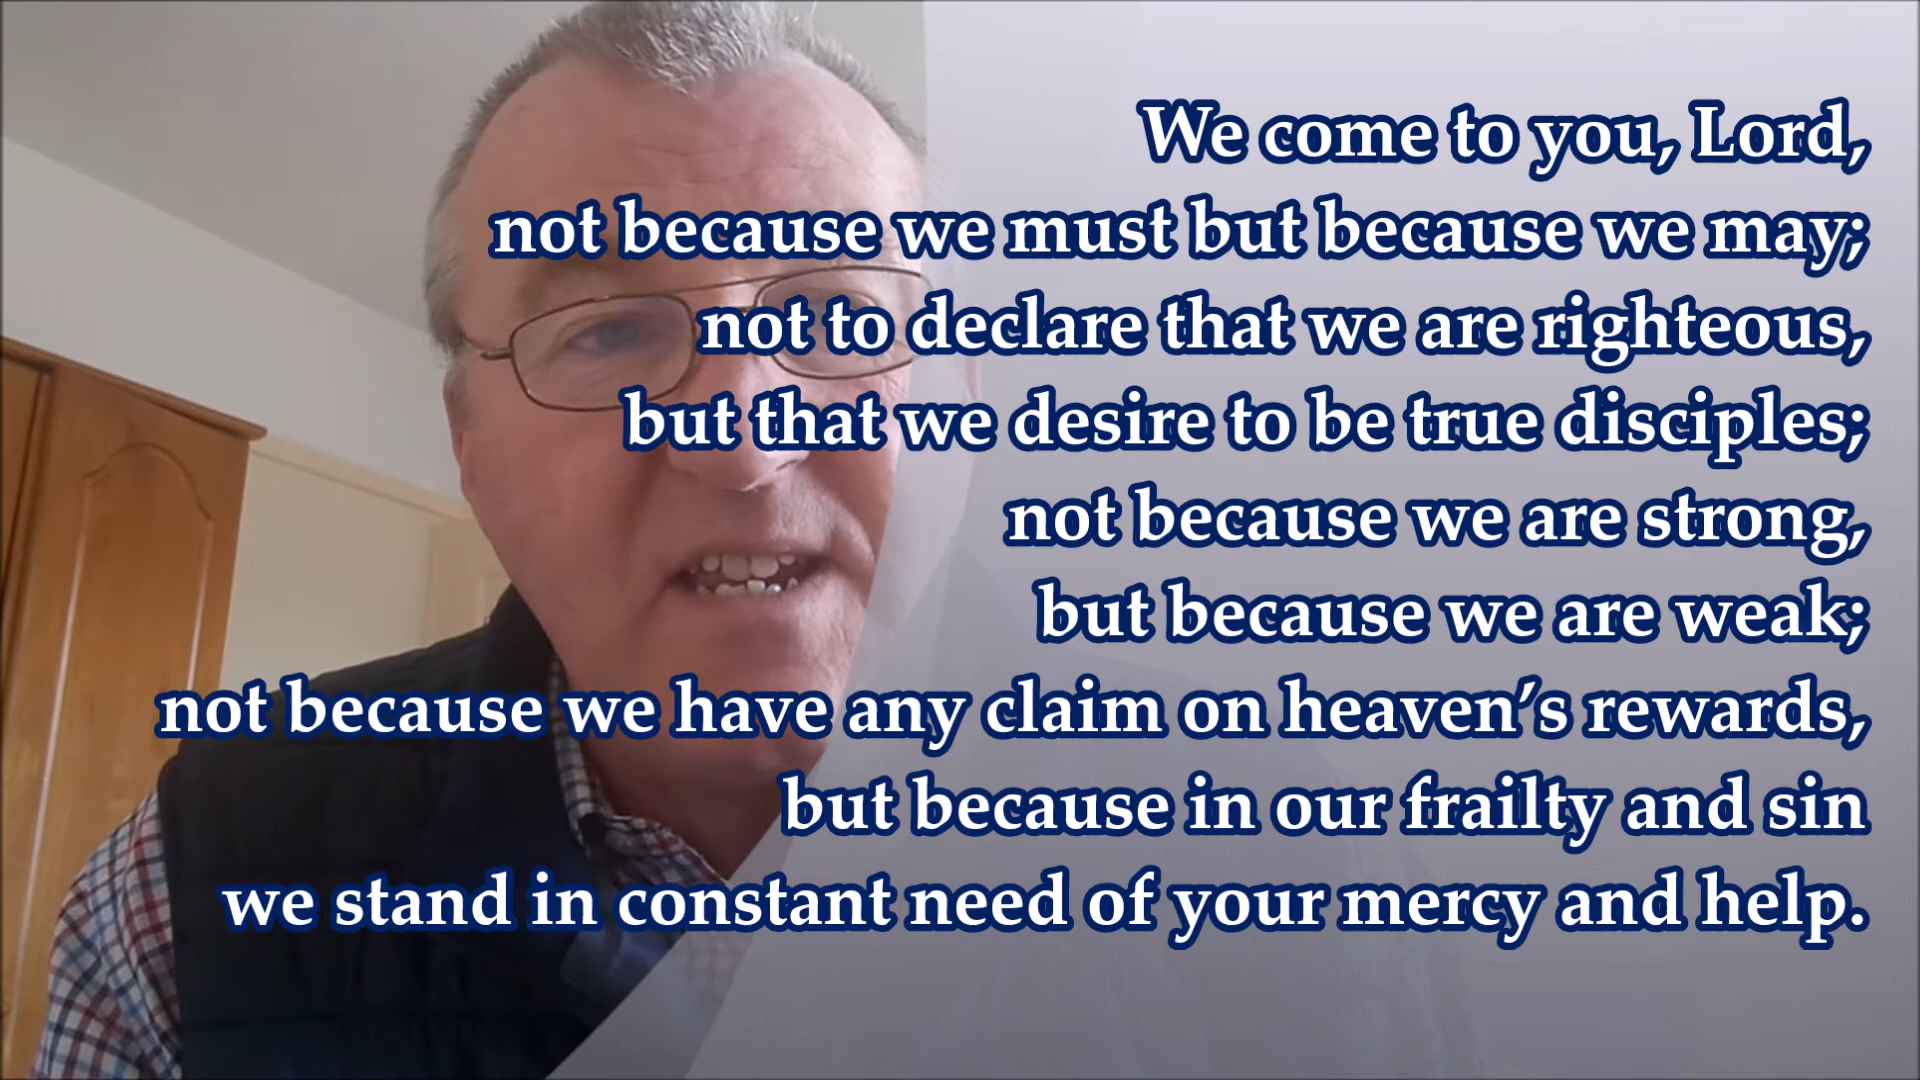 We come to you, Lord,
not because we must but because we may;
not to declare that we are righteous,
but that we desire to be true disciples;
not because we are strong,
but because we are weak;
not because we have any claim on heaven’s rewards,
but because in our frailty and sin
we stand in constant need of your mercy and help.